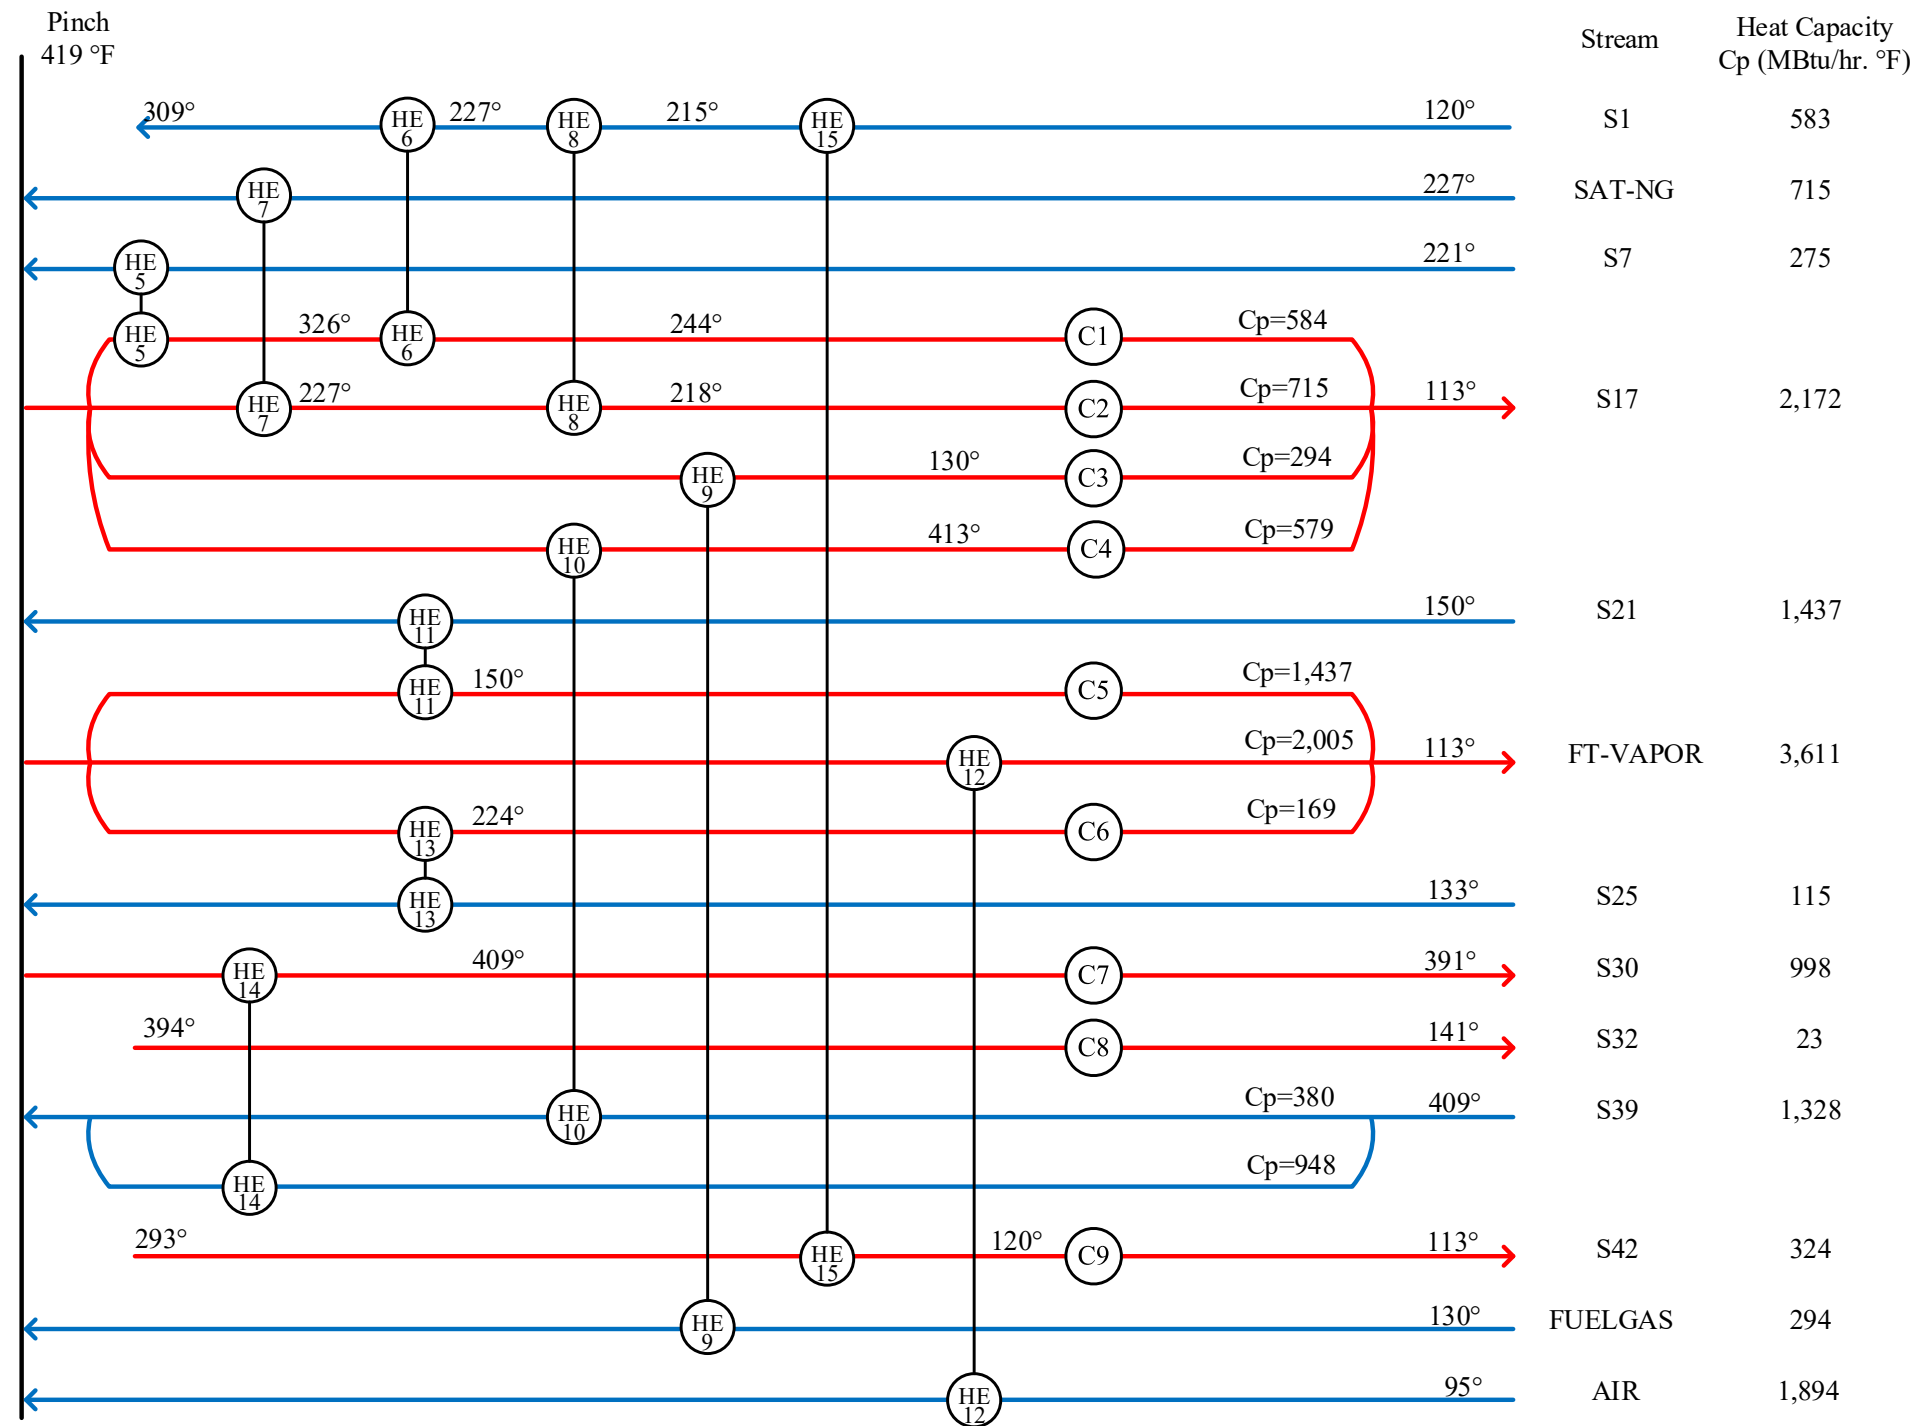 Pinch
419 °F
Stream
Heat Capacity
Cp (MBtu/hr. °F)
309°
HE
6
227°
HE
8
215°
HE
15
120°
S1
583
HE
7
227°
SAT-NG
715
HE
5
221°
S7
275
HE
5
326°
HE
6
244°
C1
Cp=584
HE
7
227°
HE
8
218°
C2
Cp=715
113°
S17
2,172
HE
9
130°
C3
Cp=294
HE
10
413°
C4
Cp=579
HE
11
150°
S21
1,437
HE
11
150°
C5
Cp=1,437
HE
12
Cp=2,005
113°
FT-VAPOR
3,611
HE
13
224°
C6
Cp=169
HE
13
133°
S25
115
HE
14
409°
C7
391°
S30
998
394°
C8
141°
S32
23
HE
10
Cp=380
409°
S39
1,328
HE
14
Cp=948
293°
HE
15
120°
C9
113°
S42
324
HE
9
130°
FUELGAS
294
HE
12
95°
AIR
1,894